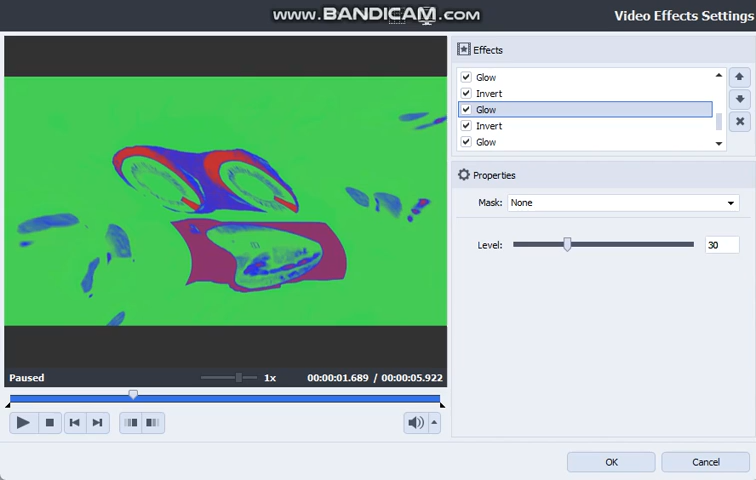 www.BANDICAM.com
Video Effects Settings
Effects
Glow
Invert
Glow
Invert
Glow
Properties
Mask: None
Level: 30
Paused 1x 00:00:01.689 / 00:00:05.922
OK Cancel